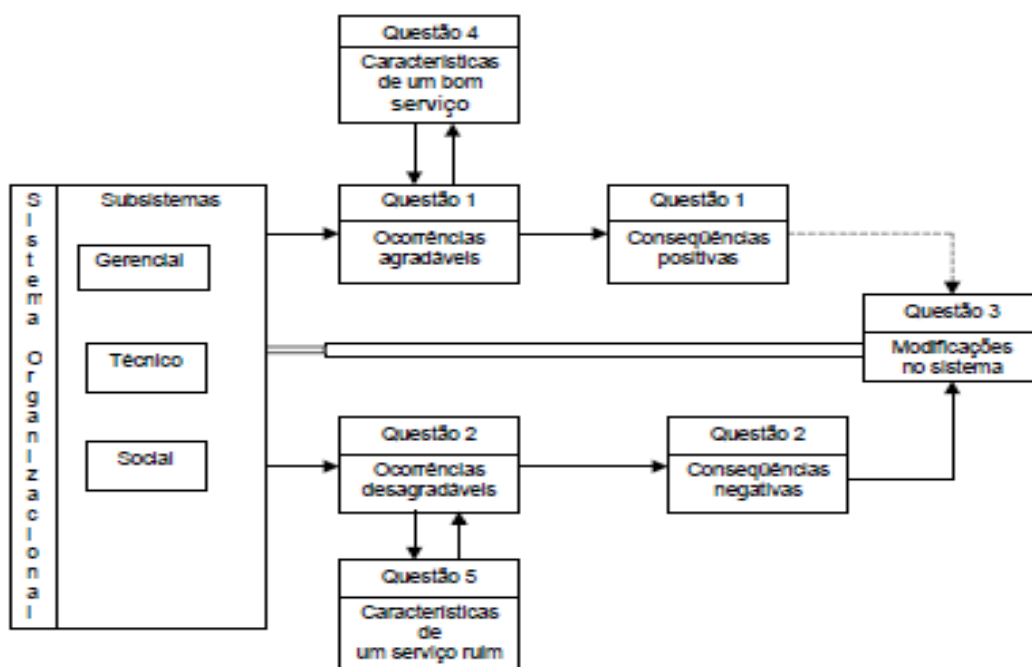 Questão 4
Características
de um bom
serviço
Sistema Organizacional
Subsistemas
Gerencial
Técnico
Social
Questão 1
Ocorrências
agradáveis
Questão 1
Conseqüências
positivas
Questão 3
Modificações
no sistema
Questão 2
Ocorrências
desagradáveis
Questão 2
Conseqüências
negativas
Questão 5
Características
de
um serviço ruim